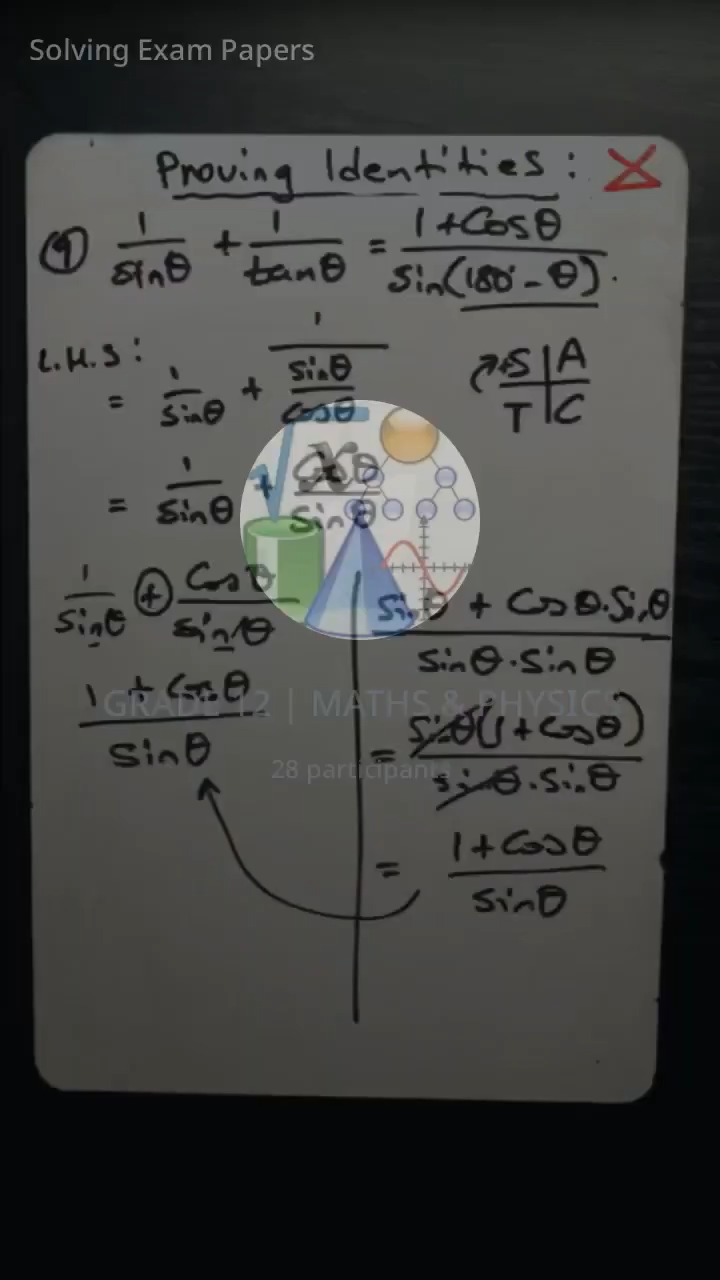 Solving Exam Papers
Proving Identities:
9 1/sinθ + 1/tanθ = 1+Cosθ/sin(180°-θ).
L.H.S:
= 1/sinθ + 1/(sinθ/cosθ)
S A
T C
= 1/sinθ + Cosθ/sinθ
1/sinθ + Cosθ/sinθ
1 + Cosθ/sinθ
sinθ + Cosθ.Sinθ/sinθ.sinθ
= sinθ(1+Cosθ)/sinθ.sinθ
= 1+Cosθ/sinθ
GRADE 12 | MATHS & PHYSICS
28 participants